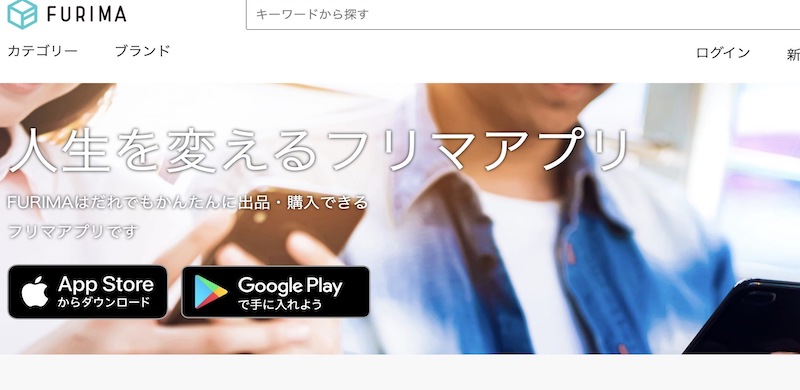 FURIMA
キーワードから探す
カテゴリー ブランド ログイン 新
人生を変えるフリマアプリ
FURIMAはだれでもかんたんに出品・購入できる
フリマアプリです
App Store
からダウンロード
Google Play
で手に入れよう